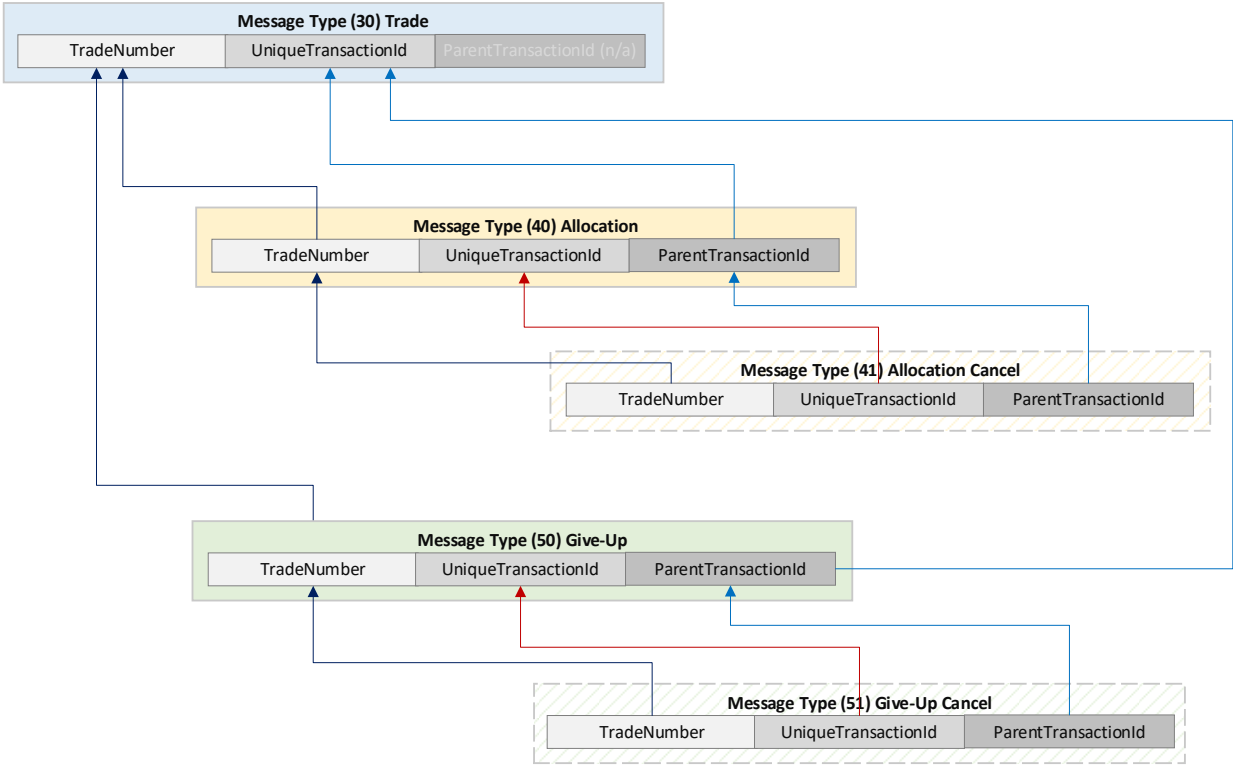 Message Type (30) Trade
TradeNumber UniqueTransactionId ParentTransactionId (n/a)
Message Type (40) Allocation
TradeNumber UniqueTransactionId ParentTransactionId
Message Type (41) Allocation Cancel
TradeNumber UniqueTransactionId ParentTransactionId
Message Type (50) Give-Up
TradeNumber UniqueTransactionId ParentTransactionId
Message Type (51) Give-Up Cancel
TradeNumber UniqueTransactionId ParentTransactionId